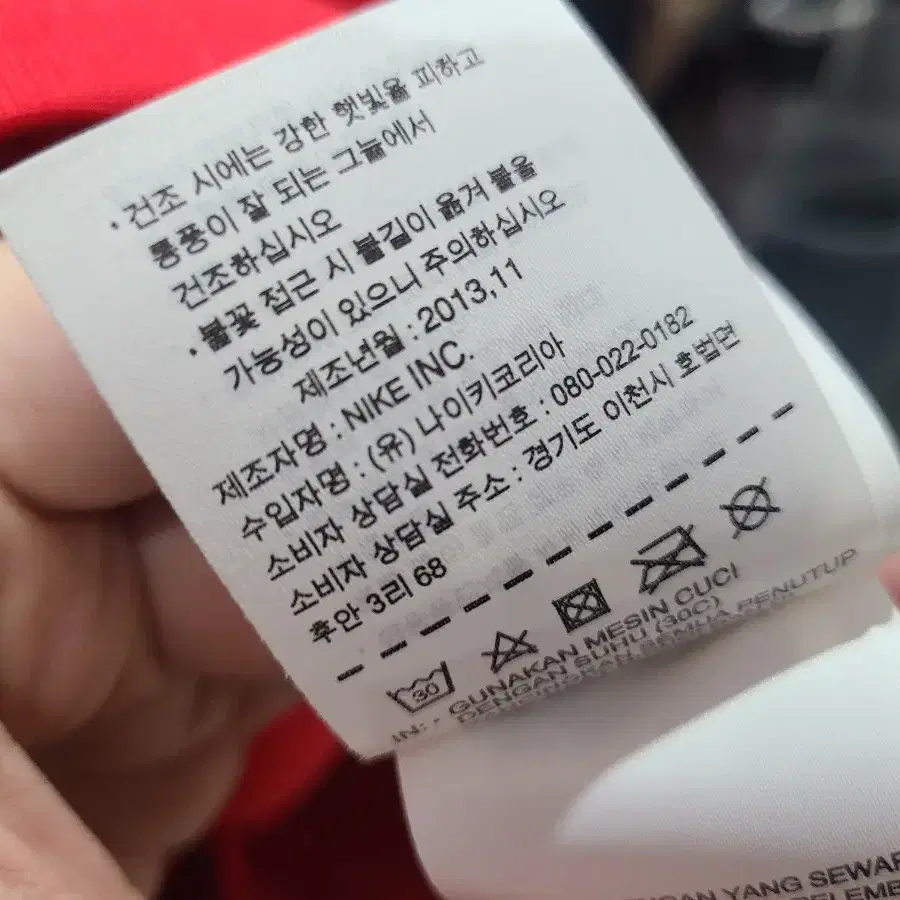 · 건조 시에는 강한 햇빛을 피하고
통풍이 잘 되는 그늘에서
건조하십시오
· 불꽃 접근 시 불길이 옮겨 붙을
가능성이 있으니 주의하십시오
제조년월 : 2013.11
제조자명 : NIKE INC.
수입자명 : (유) 나이키코리아
소비자 상담실 전화번호 : 080-022-0182
소비자 상담실 주소 : 경기도 이천시 호법면
후안 3리 68
30
IN: - GUNAKAN MESIN CUCI
DENGAN SUHU (30C)
SEMUA PENUTUP
YANG SEWAR